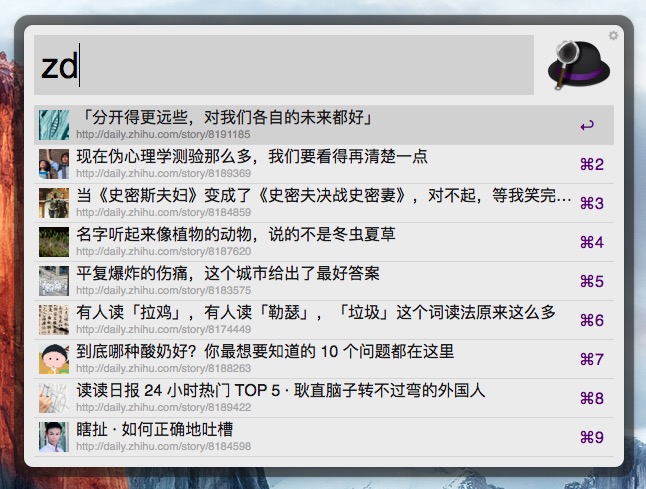 zd
「分开得更远些，对我们各自的未来都好」
http://daily.zhihu.com/story/8191185
↩
现在伪心理学测验那么多，我们要看得再清楚一点
http://daily.zhihu.com/story/8189369
⌘2
当《史密斯夫妇》变成了《史密夫决战史密妻》，对不起，等我笑完…
http://daily.zhihu.com/story/8184859
⌘3
名字听起来像植物的动物，说的不是冬虫夏草
http://daily.zhihu.com/story/8187620
⌘4
平复爆炸的伤痛，这个城市给出了最好答案
http://daily.zhihu.com/story/8183575
⌘5
有人读「拉鸡」，有人读「勒瑟」，「垃圾」这个词读法原来这么多
http://daily.zhihu.com/story/8174449
⌘6
到底哪种酸奶好？你最想要知道的 10 个问题都在这里
http://daily.zhihu.com/story/8188263
⌘7
读读日报 24 小时热门 TOP 5 · 耿直脑子转不过弯的外国人
http://daily.zhihu.com/story/8189422
⌘8
瞎扯 · 如何正确地吐槽
http://daily.zhihu.com/story/8184598
⌘9